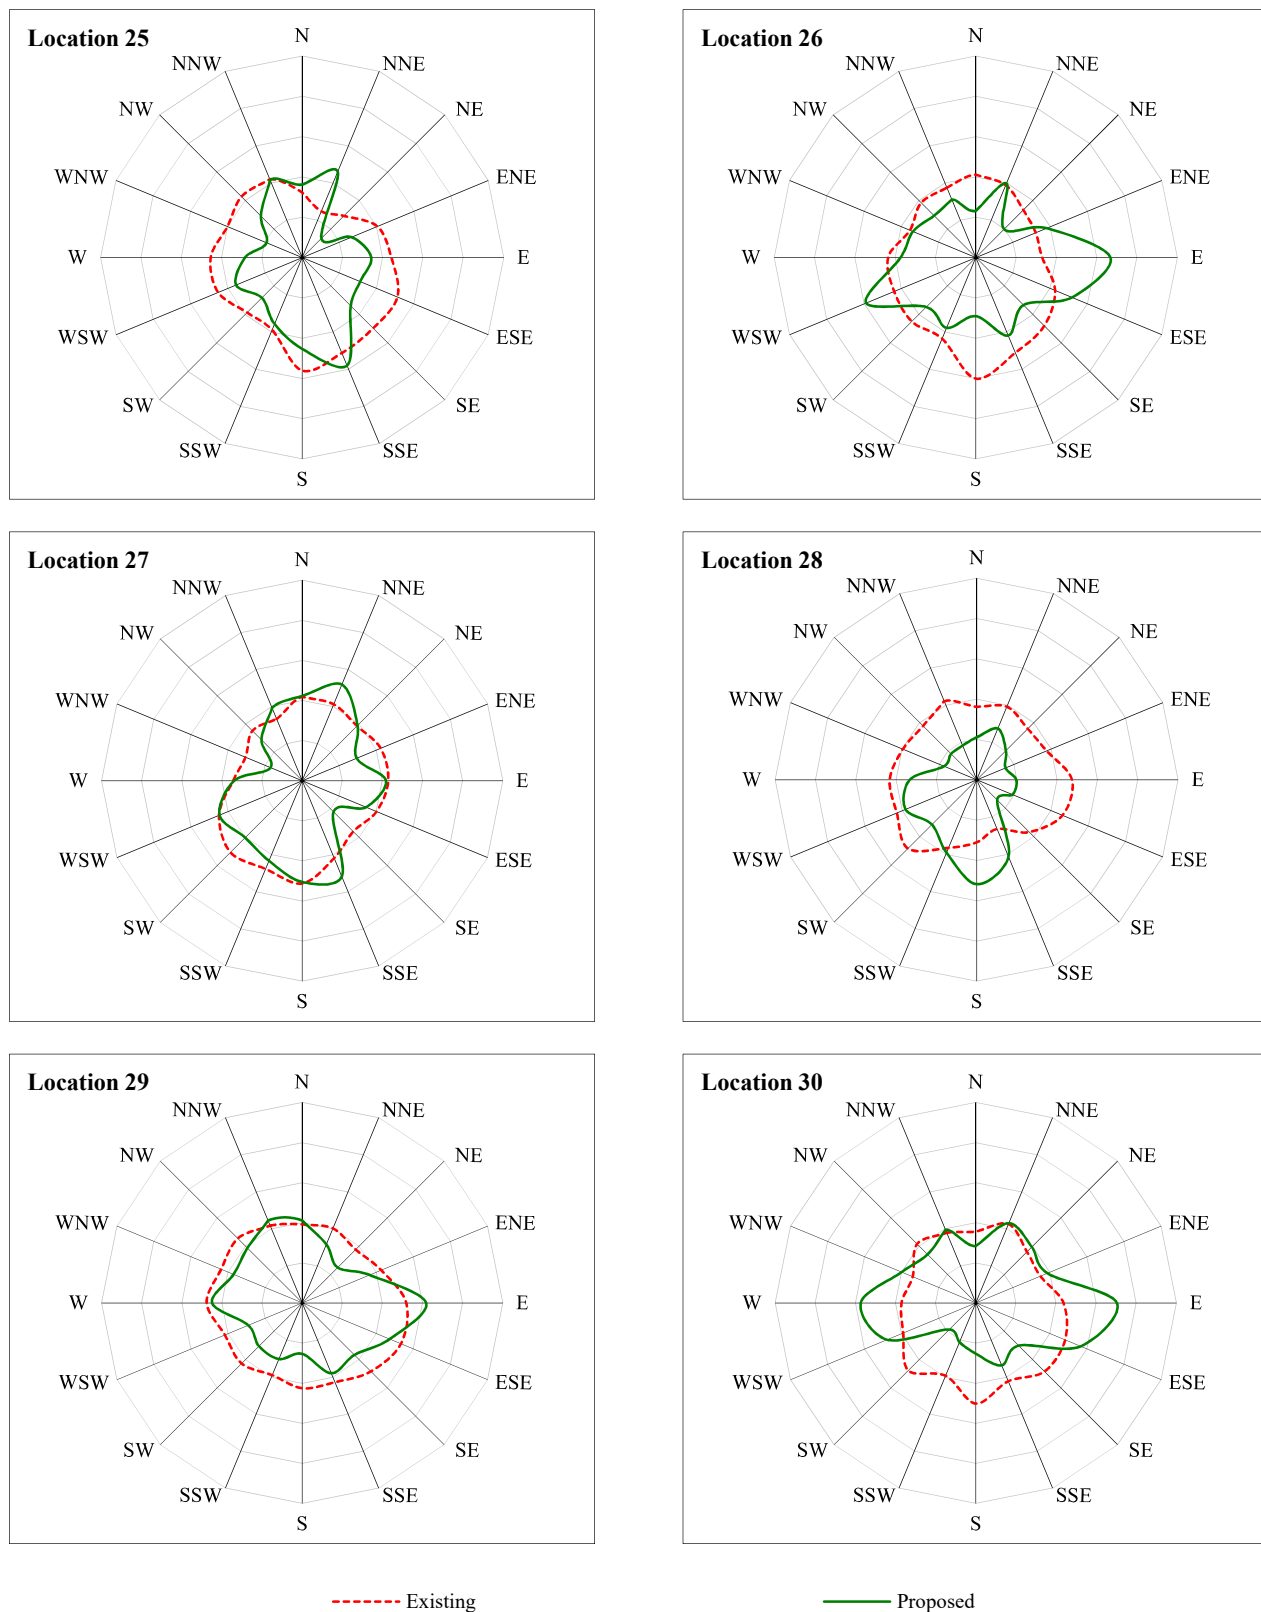 Location 25
N
NNW
NNE
NW
NE
WNW
ENE
W
E
WSW
ESE
SW
SE
SSW
SSE
S
Location 26
N
NNW
NNE
NW
NE
WNW
ENE
W
E
WSW
ESE
SW
SE
SSW
SSE
S
Location 27
N
NNW
NNE
NW
NE
WNW
ENE
W
E
WSW
ESE
SW
SE
SSW
SSE
S
Location 28
N
NNW
NNE
NW
NE
WNW
ENE
W
E
WSW
ESE
SW
SE
SSW
SSE
S
Location 29
N
NNW
NNE
NW
NE
WNW
ENE
W
E
WSW
ESE
SW
SE
SSW
SSE
S
Location 30
N
NNW
NNE
NW
NE
WNW
ENE
W
E
WSW
ESE
SW
SE
SSW
SSE
S
Existing
Proposed